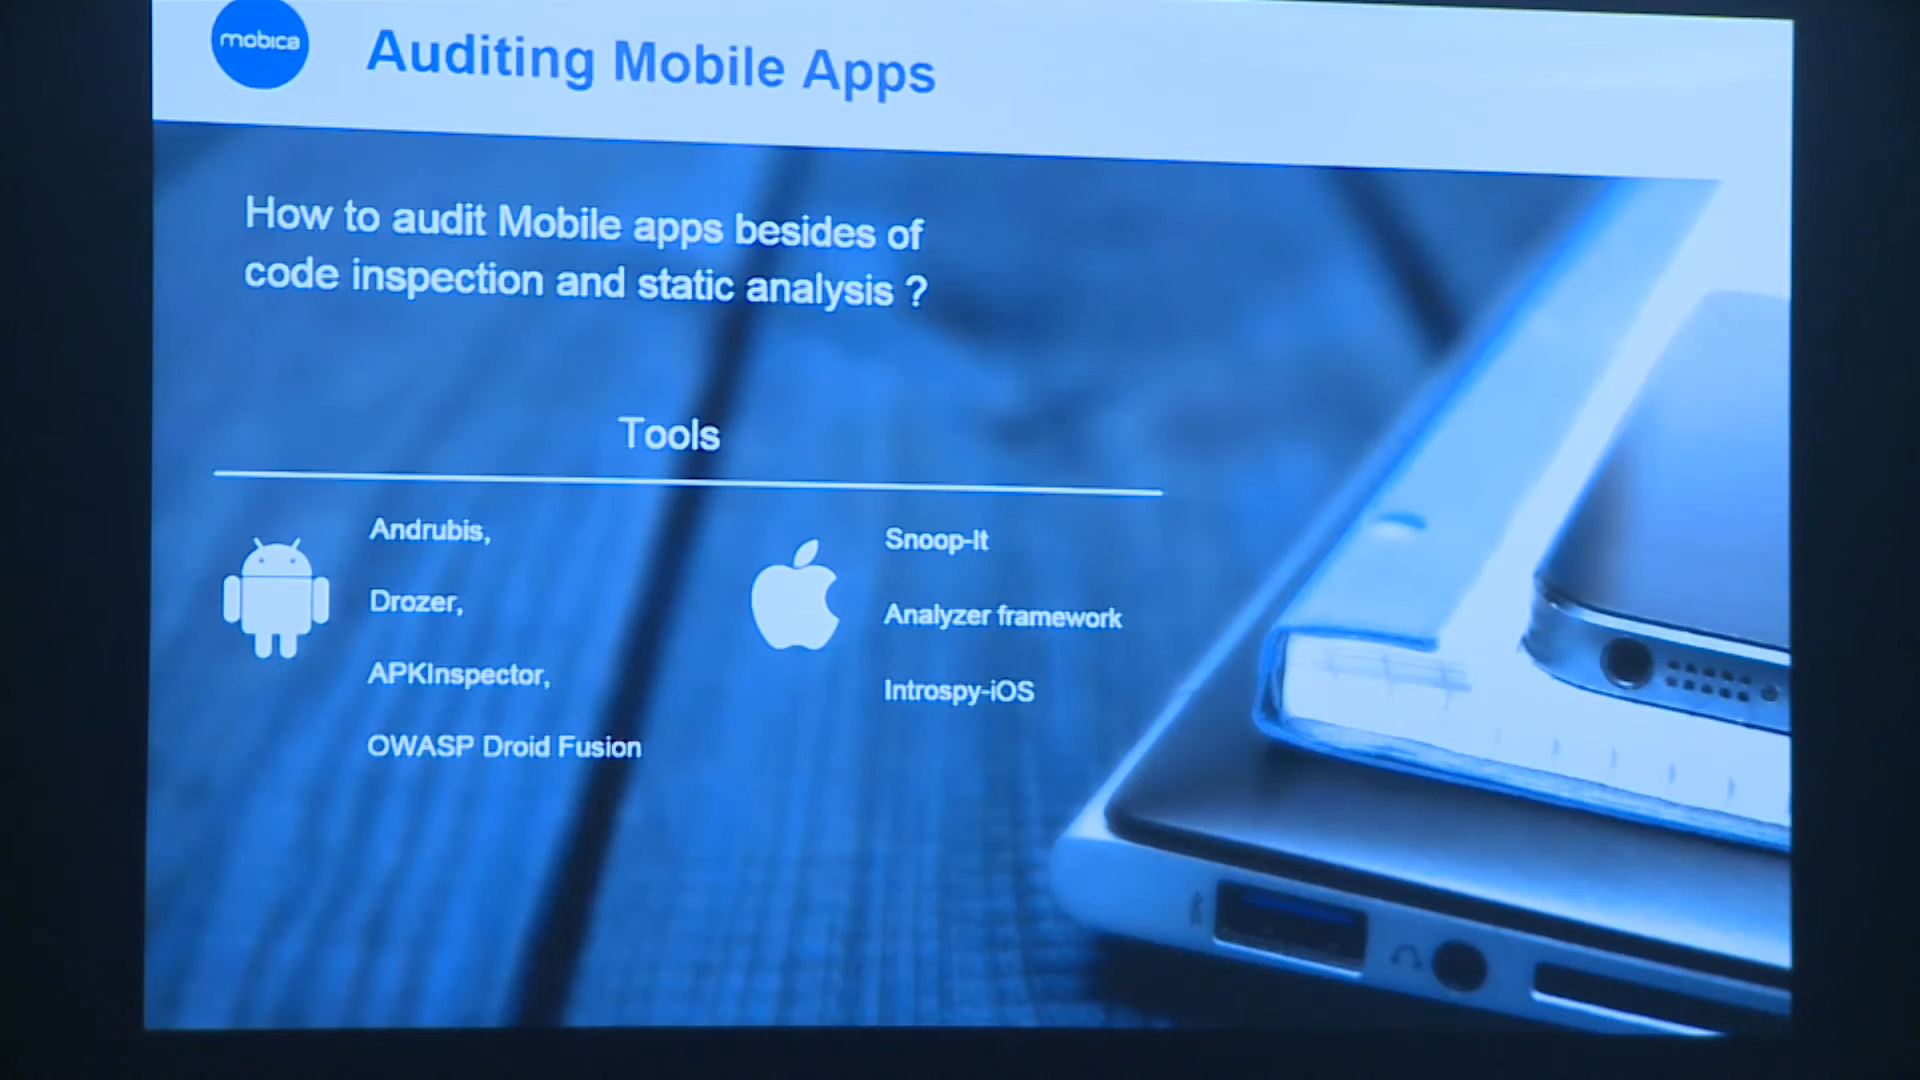 mobica
Auditing Mobile Apps
How to audit Mobile apps besides of
code inspection and static analysis ?
Tools
Andrubis,
Drozer,
APKInspector,
OWASP Droid Fusion
Snoop-It
Analyzer framework
Introspy-iOS